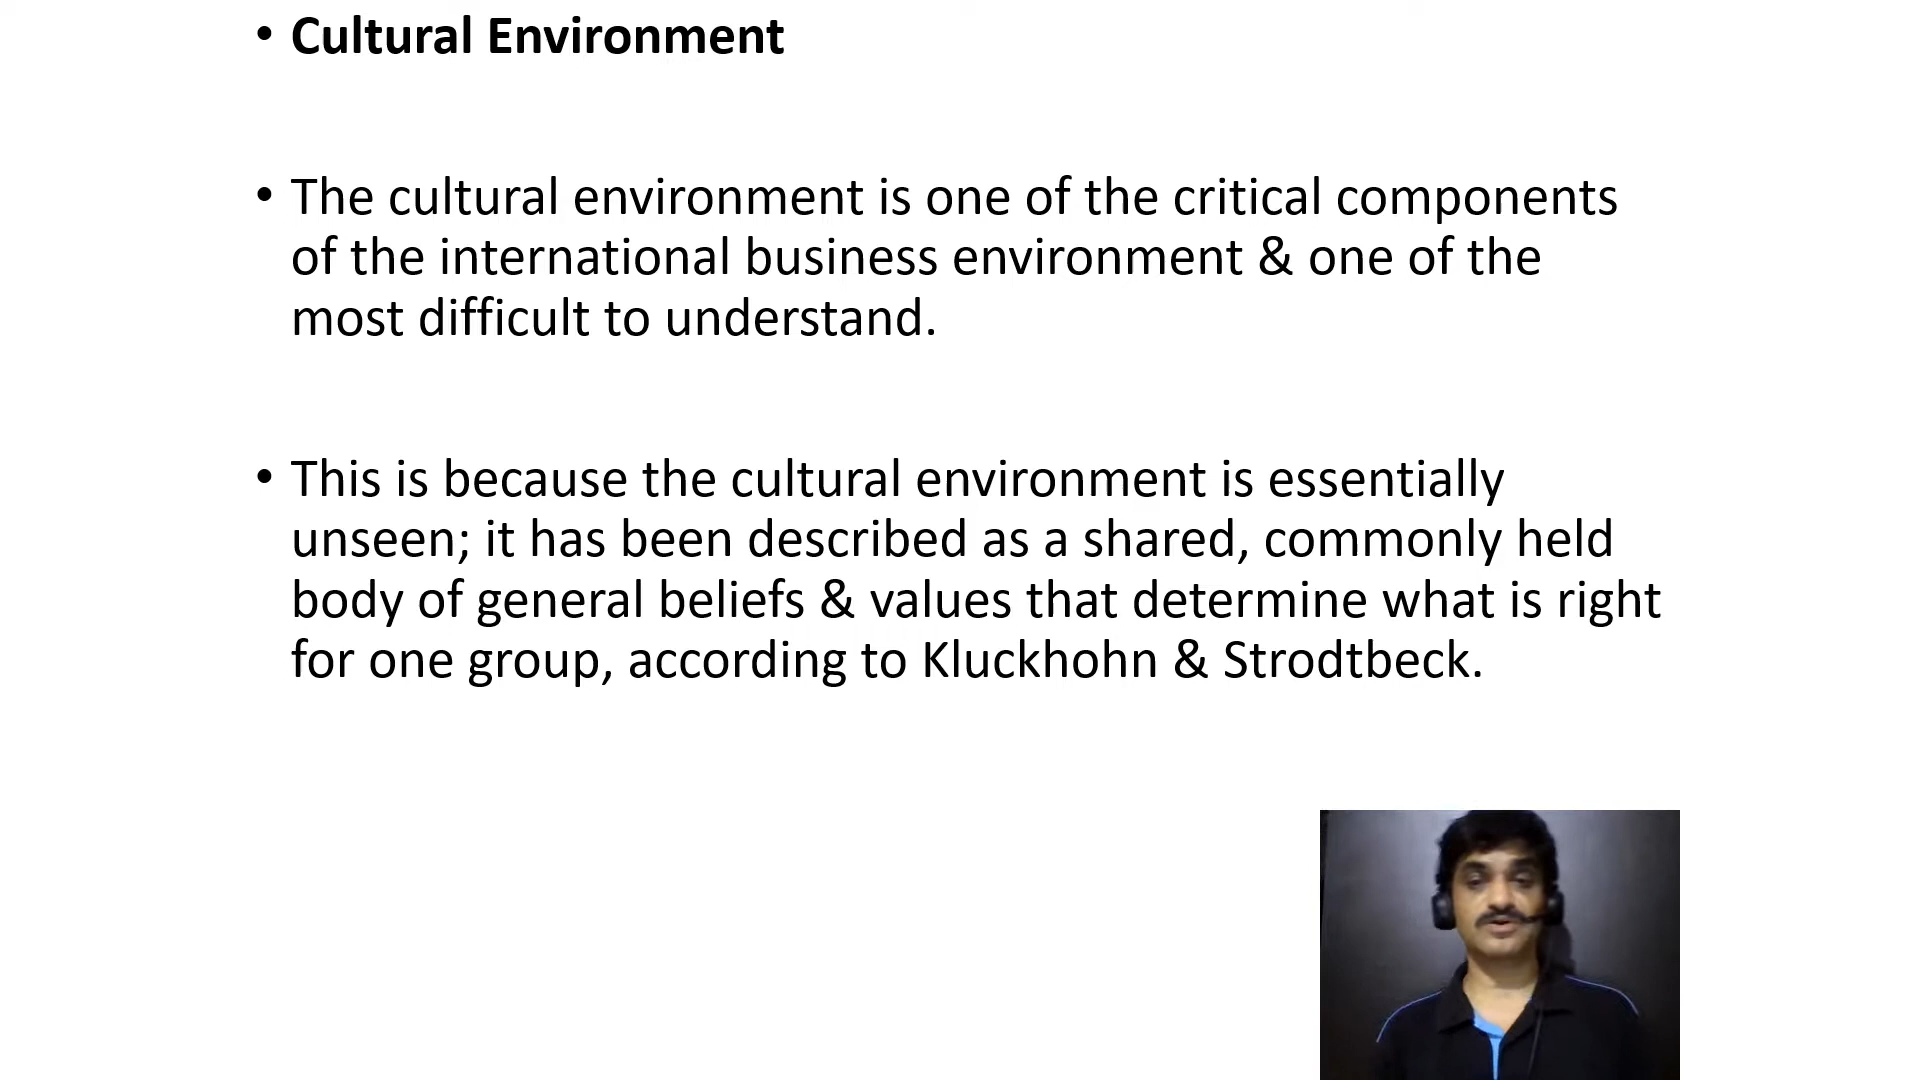 • Cultural Environment
• The cultural environment is one of the critical components
of the international business environment & one of the
most difficult to understand.
• This is because the cultural environment is essentially
unseen; it has been described as a shared, commonly held
body of general beliefs & values that determine what is right
for one group, according to Kluckhohn & Strodtbeck.